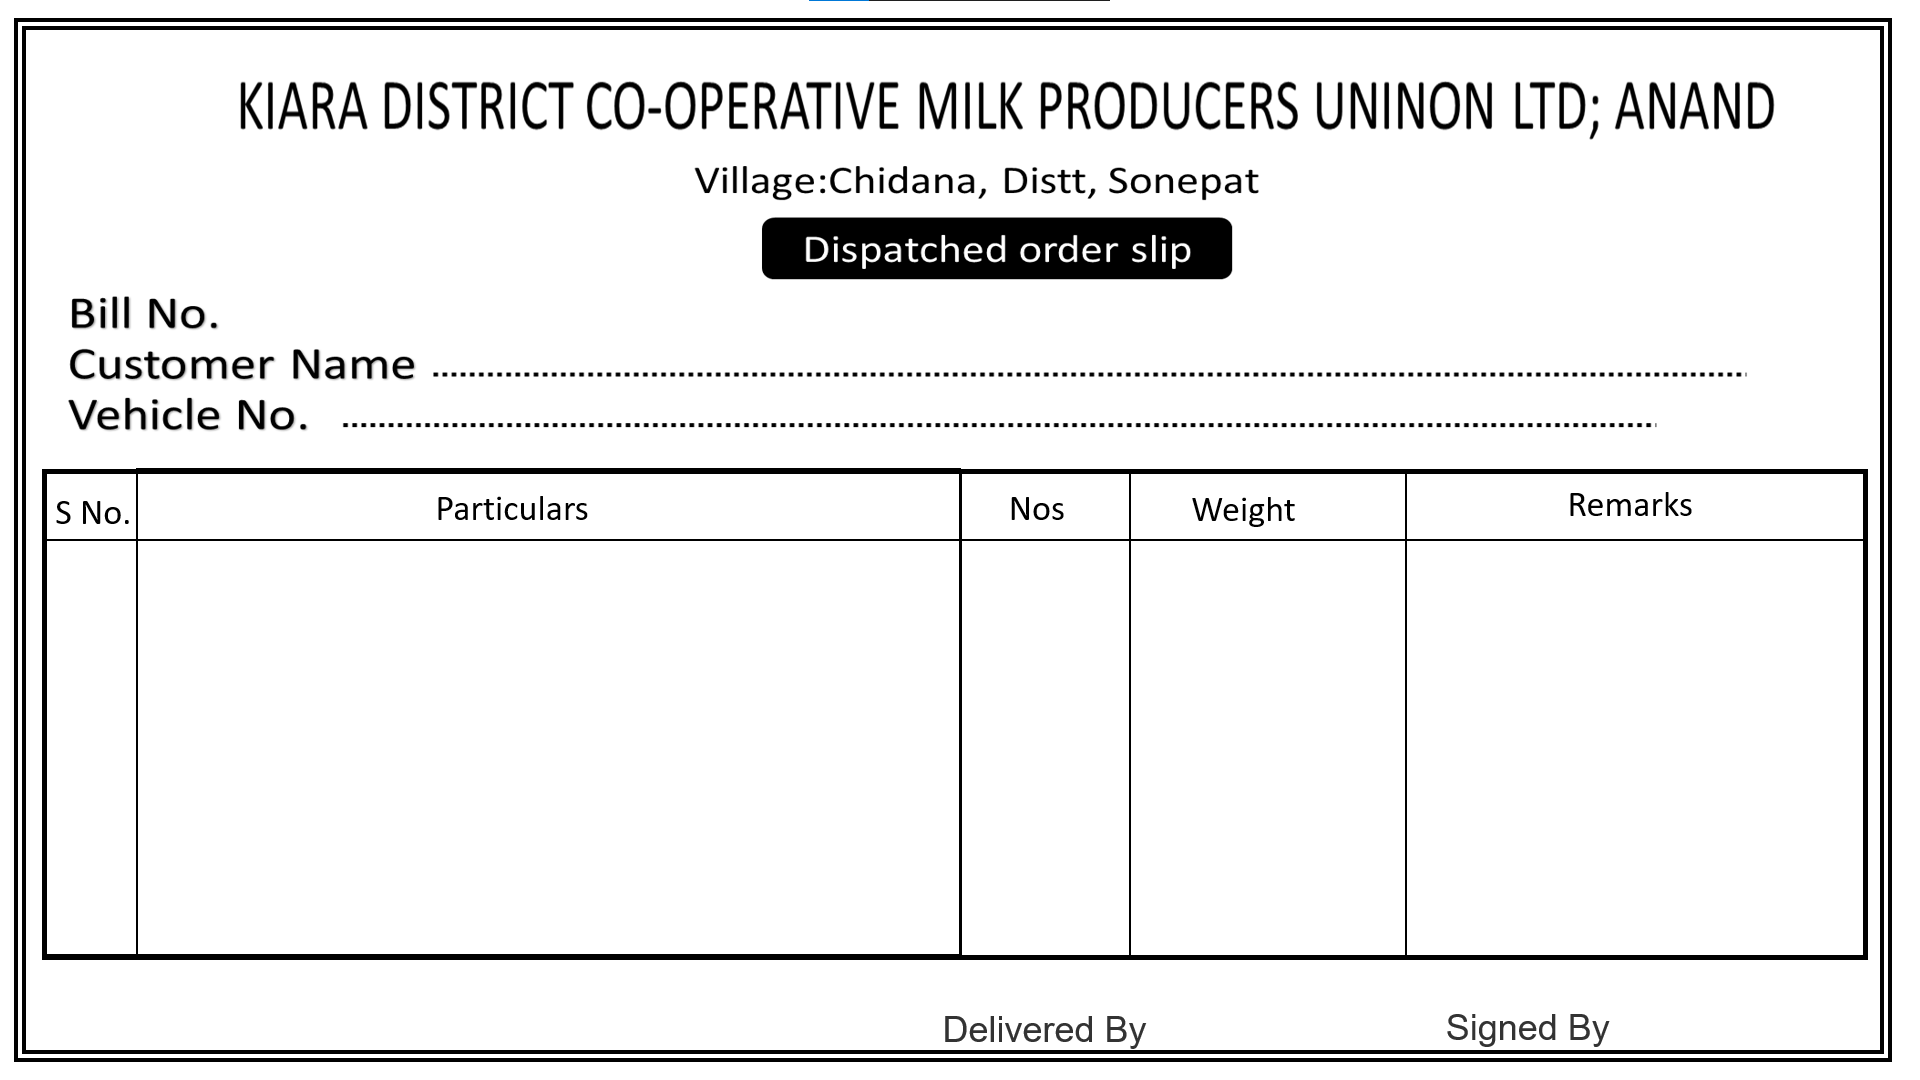 KIARA DISTRICT CO-OPERATIVE MILK PRODUCERS UNINON LTD; ANAND
Village:Chidana, Distt, Sonepat
Dispatched order slip
Bill No.
Customer Name ........................................................................
Vehicle No. ........................................................................
S No. Particulars Nos Weight Remarks
Delivered By Signed By